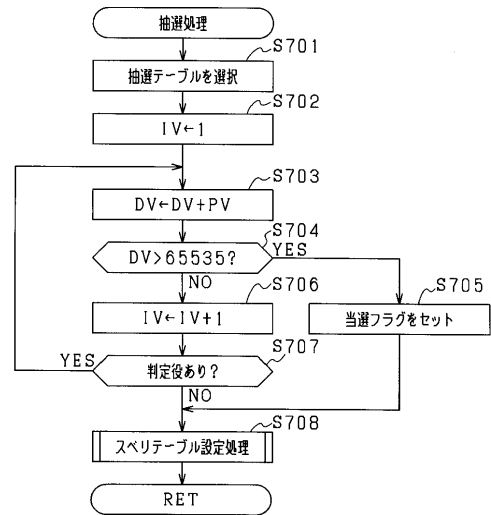 抽選処理
S701
抽選テーブルを選択
S702
IV←1
S703
DV←DV+PV
S704
DV>65535?
YES
NO
S706
IV←IV+1
S705
当選フラグをセット
S707
YES
判定役あり?
NO
S708
スベリテーブル設定処理
RET